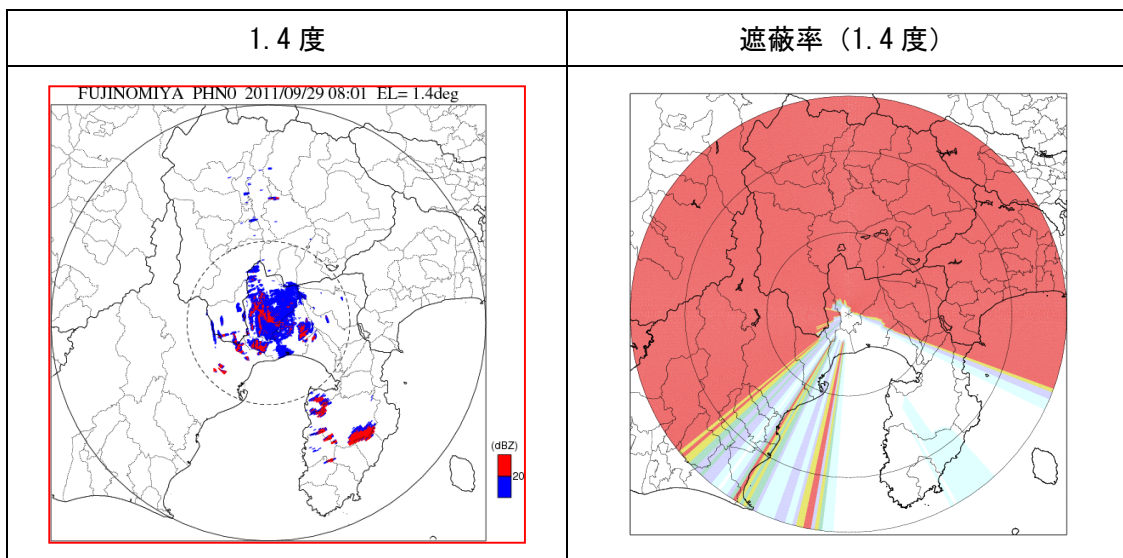 1.4度
遮蔽率（1.4度）
FUJINOMIYA PHN0 2011/09/29 08:01 EL= 1.4deg
(dBZ)
20